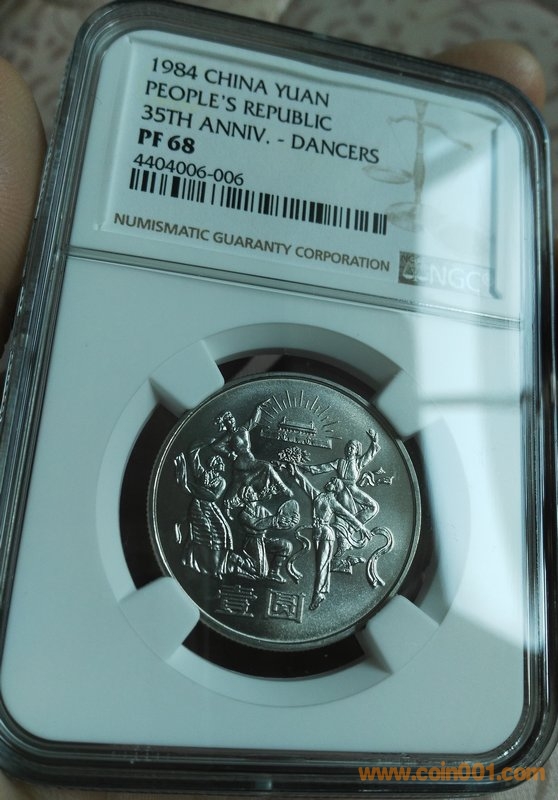 1984 CHINA YUAN
PEOPLE'S REPUBLIC
35TH ANNIV. - DANCERS
PF 68
4404006-006
NUMISMATIC GUARANTY CORPORATION
NGC
壹圆
www.coin001.com